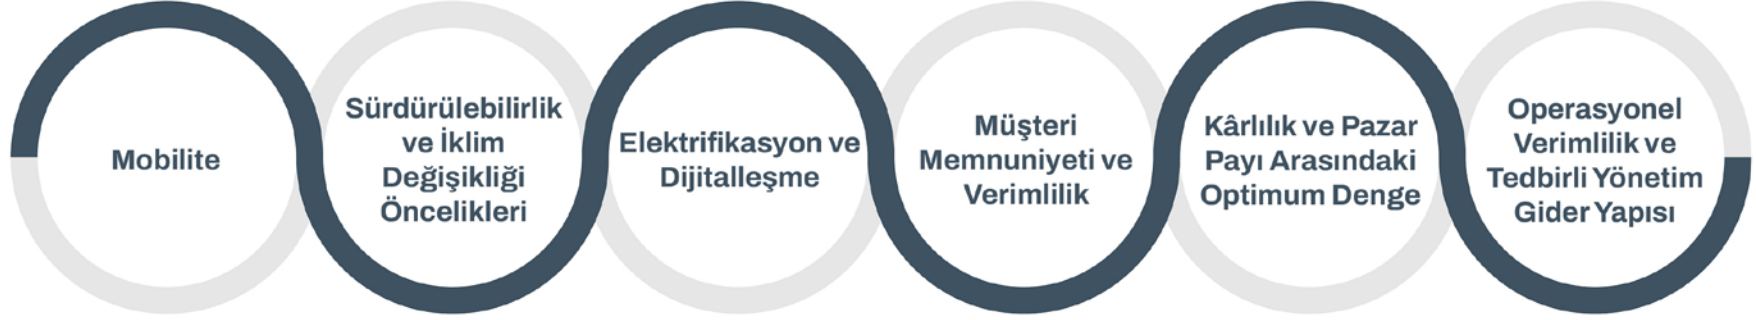 Mobilite
Sürdürülebilirlik
ve İklim
Değişikliği
Öncelikleri
Elektrifikasyon ve
Dijitalleşme
Müşteri
Memnuniyeti ve
Verimlilik
Kârlılık ve Pazar
Payı Arasındaki
Optimum Denge
Operasyonel
Verimlilik ve
Tedbirli Yönetim
Gider Yapısı